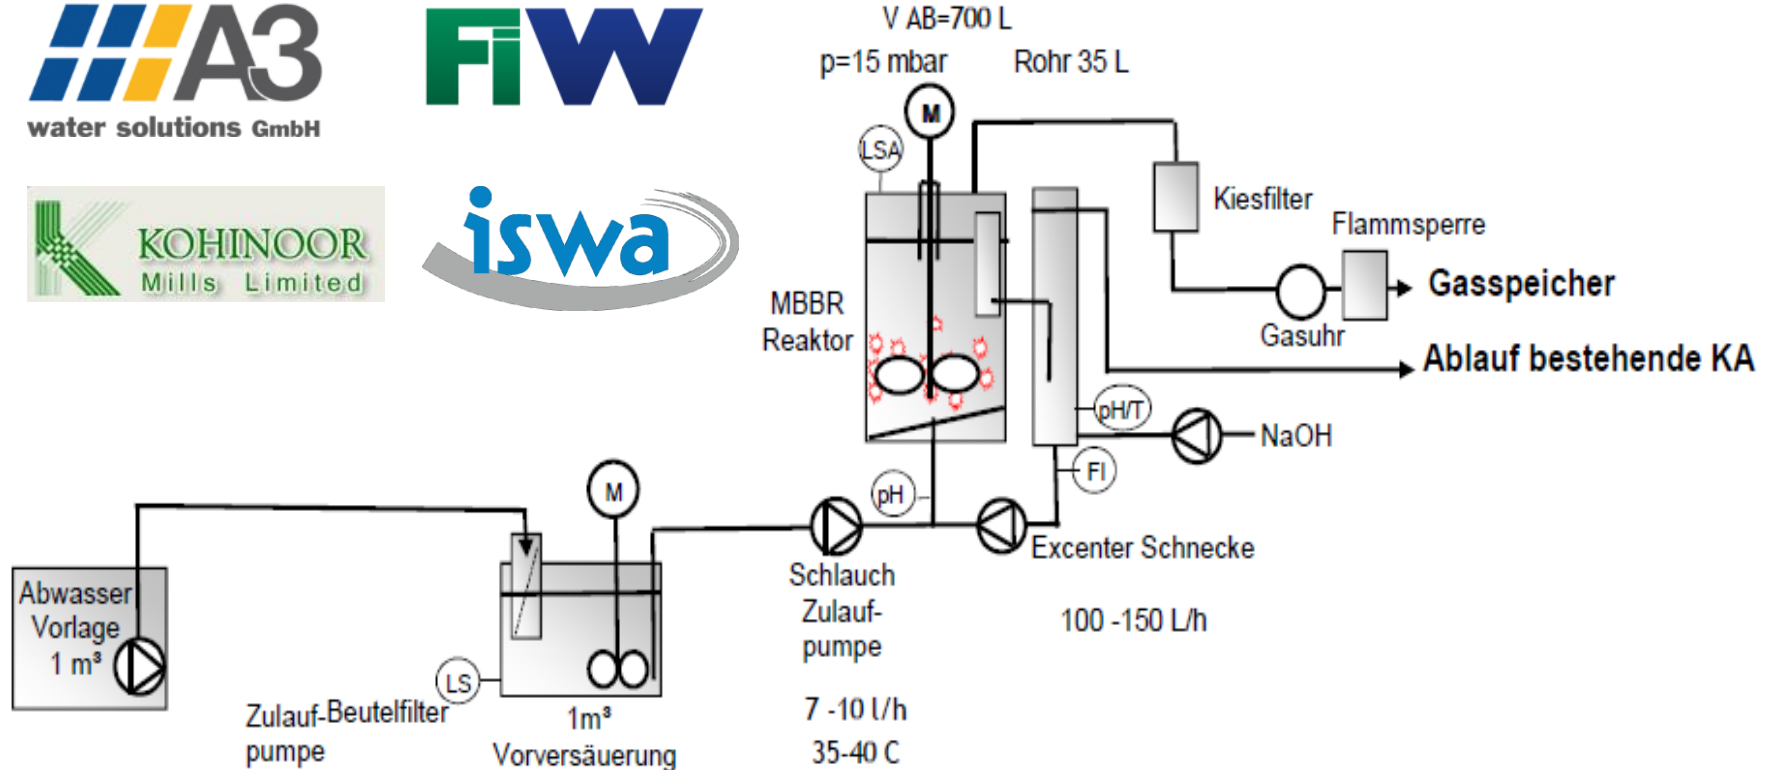 A3
water solutions GmbH
FiW
KOHINOOR
Mills Limited
iswa
V AB=700 L
p=15 mbar
Rohr 35 L
M
LSA
Kiesfilter
Flammsperre
Gasspeicher
Gasuhr
MBBR
Reaktor
Ablauf bestehende KA
pH/T
NaOH
FI
pH
M
Excenter Schnecke
100 -150 L/h
Schlauch
Zulauf-
pumpe
7 -10 l/h
35-40 C
Abwasser
Vorlage
1 m³
LS
Zulauf-
pumpe
Beutelfilter
1m³
Vorversäuerung